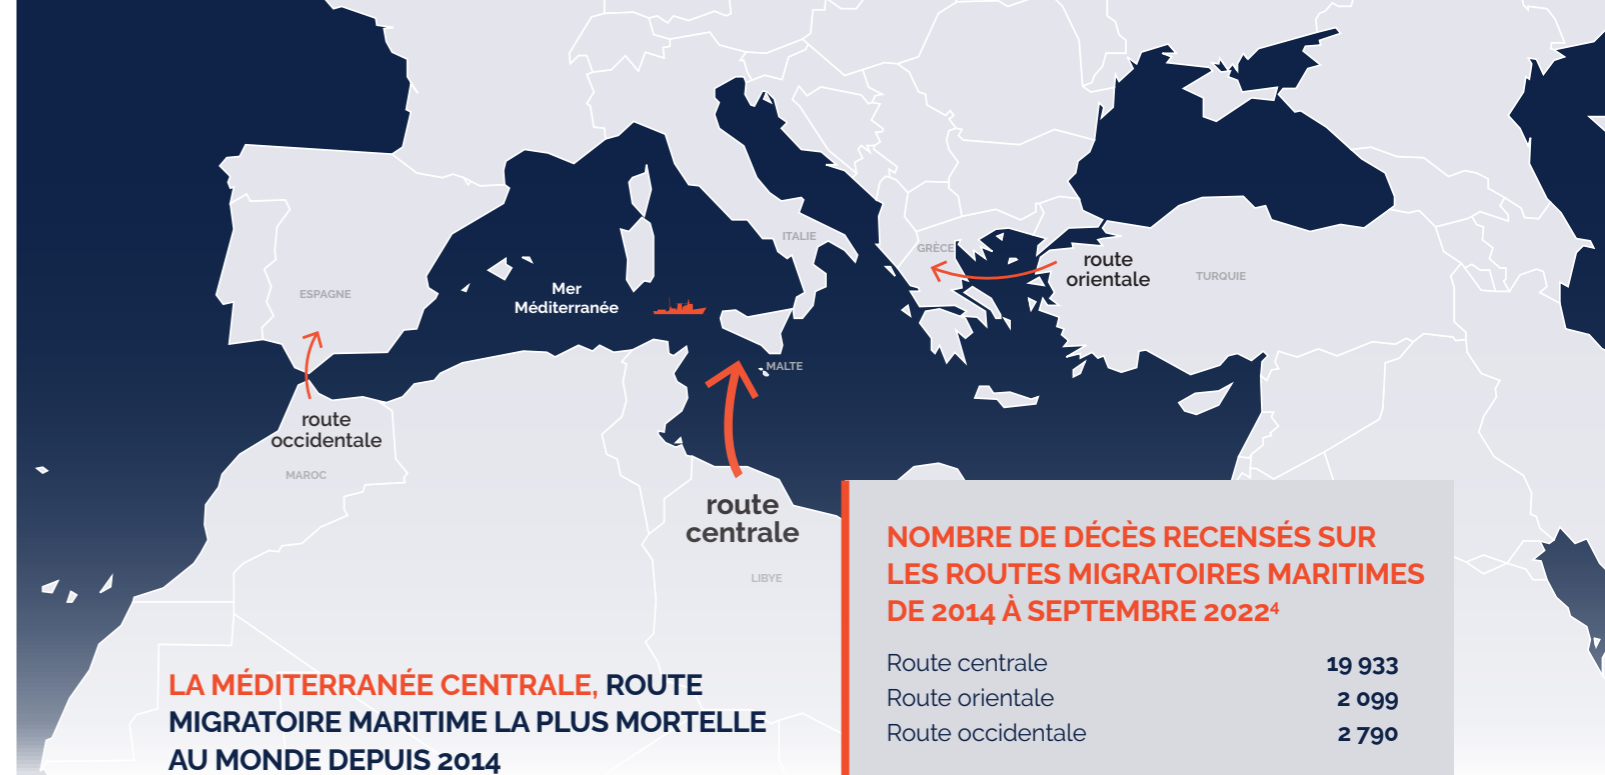 ITALIE
GRÈCE
route
orientale
TURQUIE
ESPAGNE
Mer
Méditerranée
MALTE
route
occidentale
MAROC
route
centrale
LIBYE
NOMBRE DE DÉCÈS RECENSÉS SUR
LES ROUTES MIGRATOIRES MARITIMES
DE 2014 À SEPTEMBRE 2022⁴
Route centrale 19 933
Route orientale 2 099
Route occidentale 2 790
LA MÉDITERRANÉE CENTRALE, ROUTE
MIGRATOIRE MARITIME LA PLUS MORTELLE
AU MONDE DEPUIS 2014